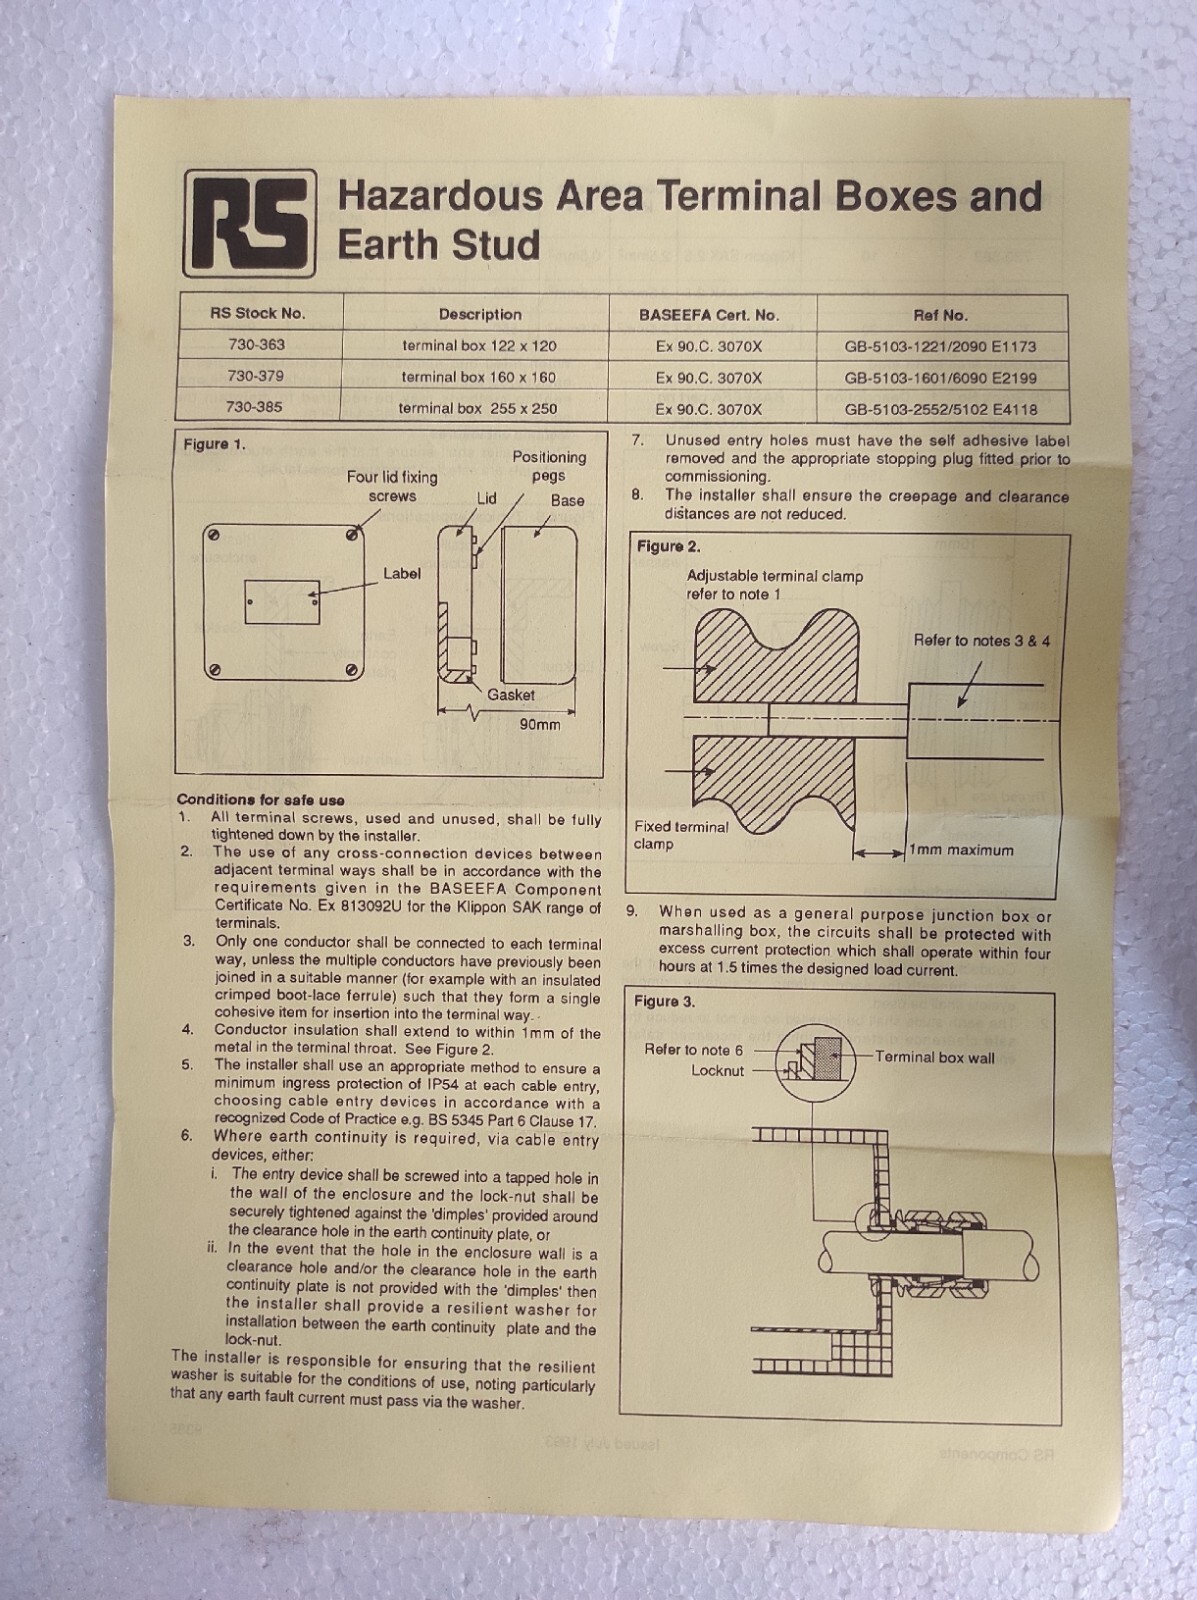 RS
Hazardous Area Terminal Boxes and
Earth Stud
RS Stock No. Description BASEEFA Cert. No. Ref No.
730-363 terminal box 122 x 120 Ex 90.C. 3070X GB-5103-1221/2090 E1173
730-379 terminal box 160 x 160 Ex 90.C. 3070X GB-5103-1601/6090 E2199
730-385 terminal box 255 x 250 Ex 90.C. 3070X GB-5103-2552/5102 E4118
Figure 1.
Four lid fixing
screws
Lid
Positioning
pegs
Base
Label
Gasket
90mm
Conditions for safe use
1. All terminal screws, used and unused, shall be fully
tightened down by the installer.
2. The use of any cross-connection devices between
adjacent terminal ways shall be in accordance with the
requirements given in the BASEEFA Component
Certificate No. Ex 813092U for the Klippon SAK range of
terminals.
3. Only one conductor shall be connected to each terminal
way, unless the multiple conductors have previously been
joined in a suitable manner (for example with an insulated
crimped boot-lace ferrule) such that they form a single
cohesive item for insertion into the terminal way.
4. Conductor insulation shall extend to within 1mm of the
metal in the terminal throat. See Figure 2.
5. The installer shall use an appropriate method to ensure a
minimum ingress protection of IP54 at each cable entry,
choosing cable entry devices in accordance with a
recognized Code of Practice e.g. BS 5345 Part 6 Clause 17.
6. Where earth continuity is required, via cable entry
devices, either:
i. The entry device shall be screwed into a tapped hole in
the wall of the enclosure and the lock-nut shall be
securely tightened against the 'dimples' provided around
the clearance hole in the earth continuity plate, or
ii. In the event that the hole in the enclosure wall is a
clearance hole and/or the clearance hole in the earth
continuity plate is not provided with the 'dimples' then
the installer shall provide a resilient washer for
installation between the earth continuity plate and the
lock-nut.
The installer is responsible for ensuring that the resilient
washer is suitable for the conditions of use, noting particularly
that any earth fault current must pass via the washer.
7. Unused entry holes must have the self adhesive label
removed and the appropriate stopping plug fitted prior to
commissioning.
8. The installer shall ensure the creepage and clearance
distances are not reduced.
Figure 2.
Adjustable terminal clamp
refer to note 1
Refer to notes 3 & 4
Fixed terminal
clamp
1mm maximum
9. When used as a general purpose junction box or
marshalling box, the circuits shall be protected with
excess current protection which shall operate within four
hours at 1.5 times the designed load current.
Figure 3.
Refer to note 6
Locknut
Terminal box wall